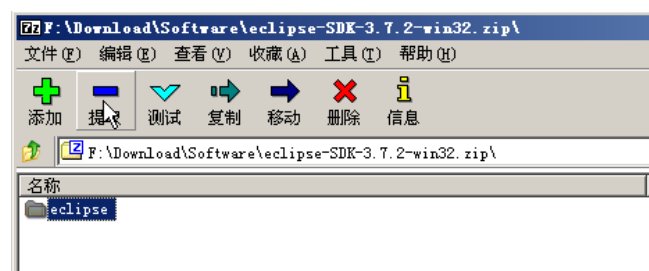 F:\Download\Software\eclipse-SDK-3.7.2-win32.zip\
文件(F) 编辑(E) 查看(V) 收藏(A) 工具(T) 帮助(H)
添加 提取 测试 复制 移动 删除 信息
F:\Download\Software\eclipse-SDK-3.7.2-win32.zip\
名称
eclipse